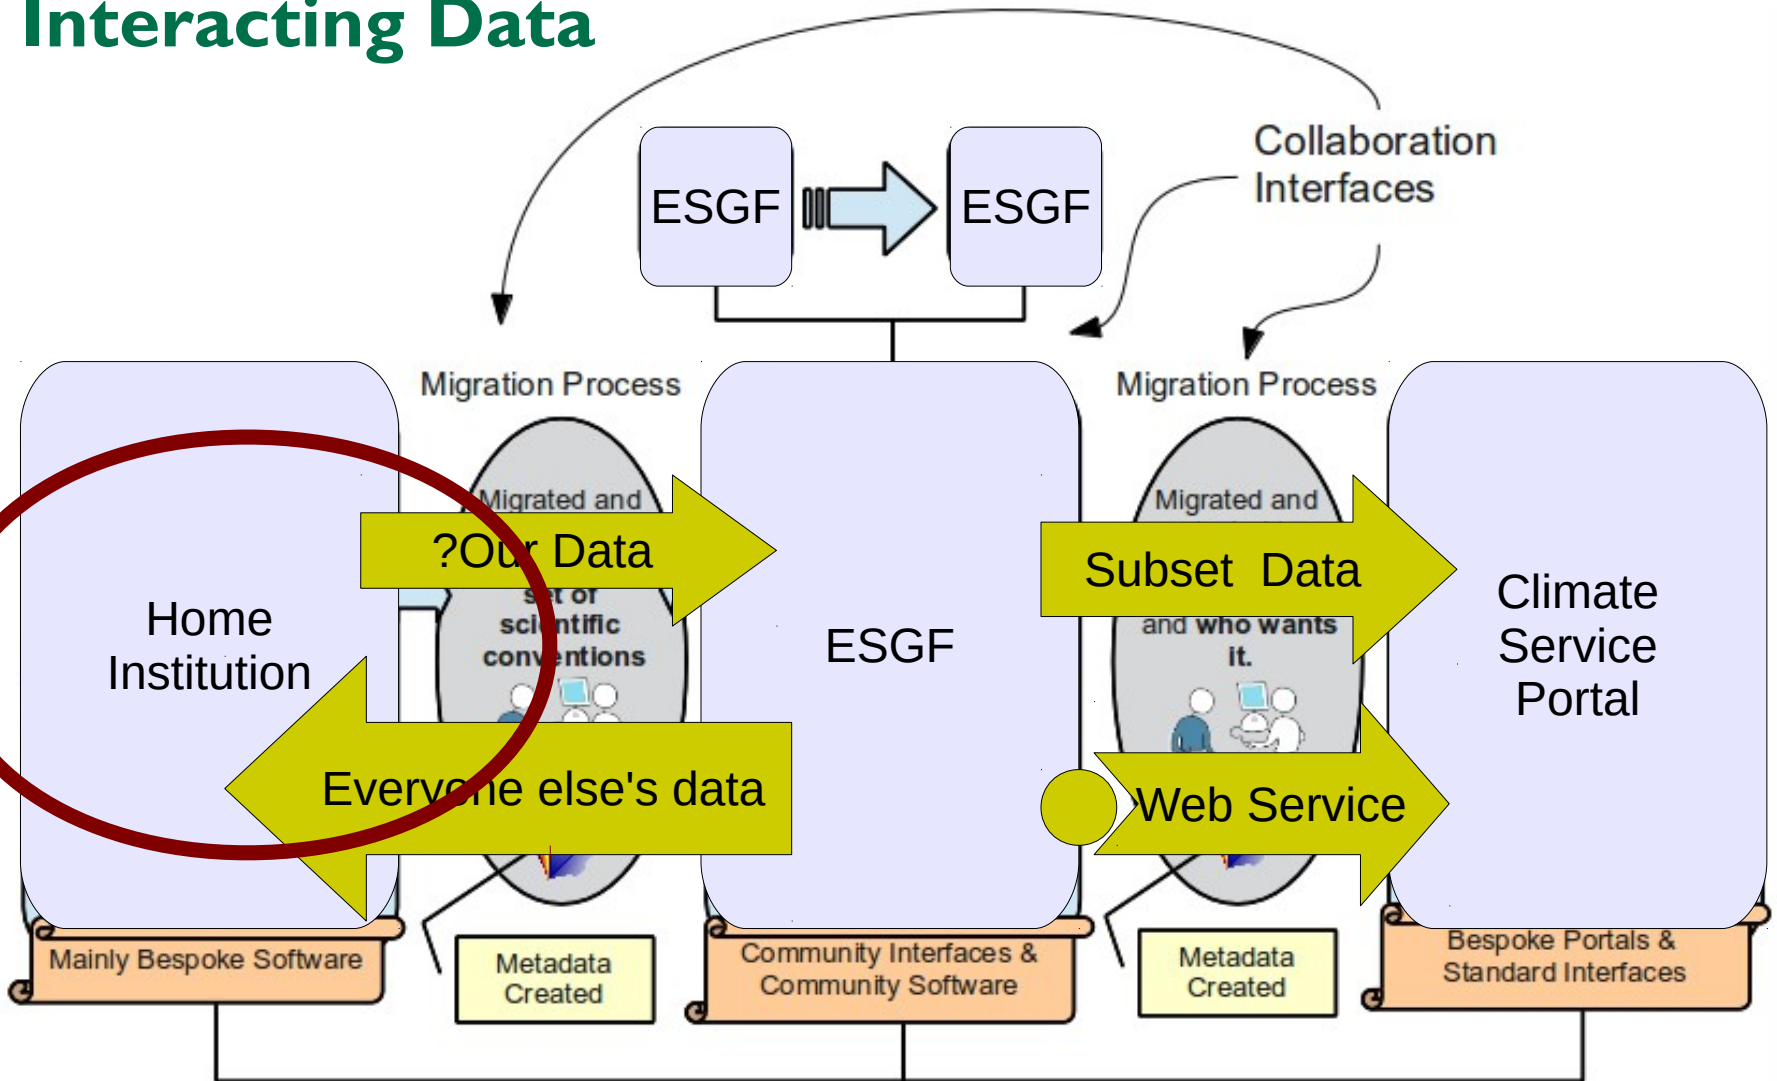 Interacting Data
Collaboration
Interfaces
ESGF
ESGF
Migration Process
Migration Process
Migrated and
?Our Data
set of
scientific
conventions
Home
Institution
Everyone else's data
ESGF
Migrated and
Subset Data
and who wants
it.
Web Service
Climate
Service
Portal
Mainly Bespoke Software
Metadata
Created
Community Interfaces &
Community Software
Metadata
Created
Bespoke Portals &
Standard Interfaces